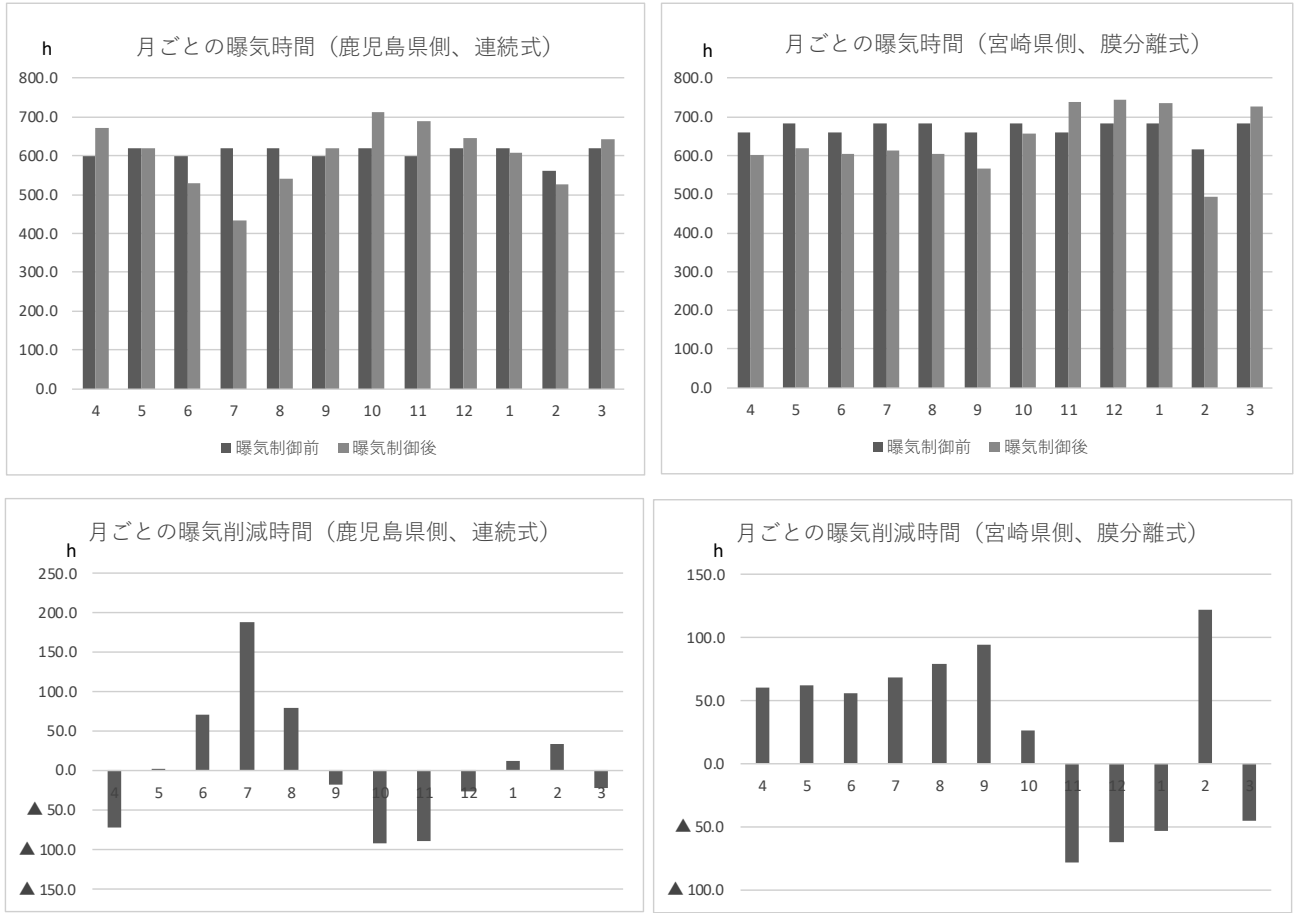 月ごとの曝気時間（鹿児島県側、連続式）
h
800.0
700.0
600.0
500.0
400.0
300.0
200.0
100.0
0.0
4 5 6 7 8 9 10 11 12 1 2 3
■曝気制御前 ■曝気制御後
月ごとの曝気時間（宮崎県側、膜分離式）
h
800.0
700.0
600.0
500.0
400.0
300.0
200.0
100.0
0.0
4 5 6 7 8 9 10 11 12 1 2 3
■曝気制御前 ■曝気制御後
月ごとの曝気削減時間（鹿児島県側、連続式）
h
250.0
200.0
150.0
100.0
50.0
0.0
4 5 6 7 8 9 10 11 12 1 2 3
▲ 50.0
▲ 100.0
▲ 150.0
月ごとの曝気削減時間（宮崎県側、膜分離式）
h
150.0
100.0
50.0
0.0
4 5 6 7 8 9 10 11 12 1 2 3
▲ 50.0
▲ 100.0